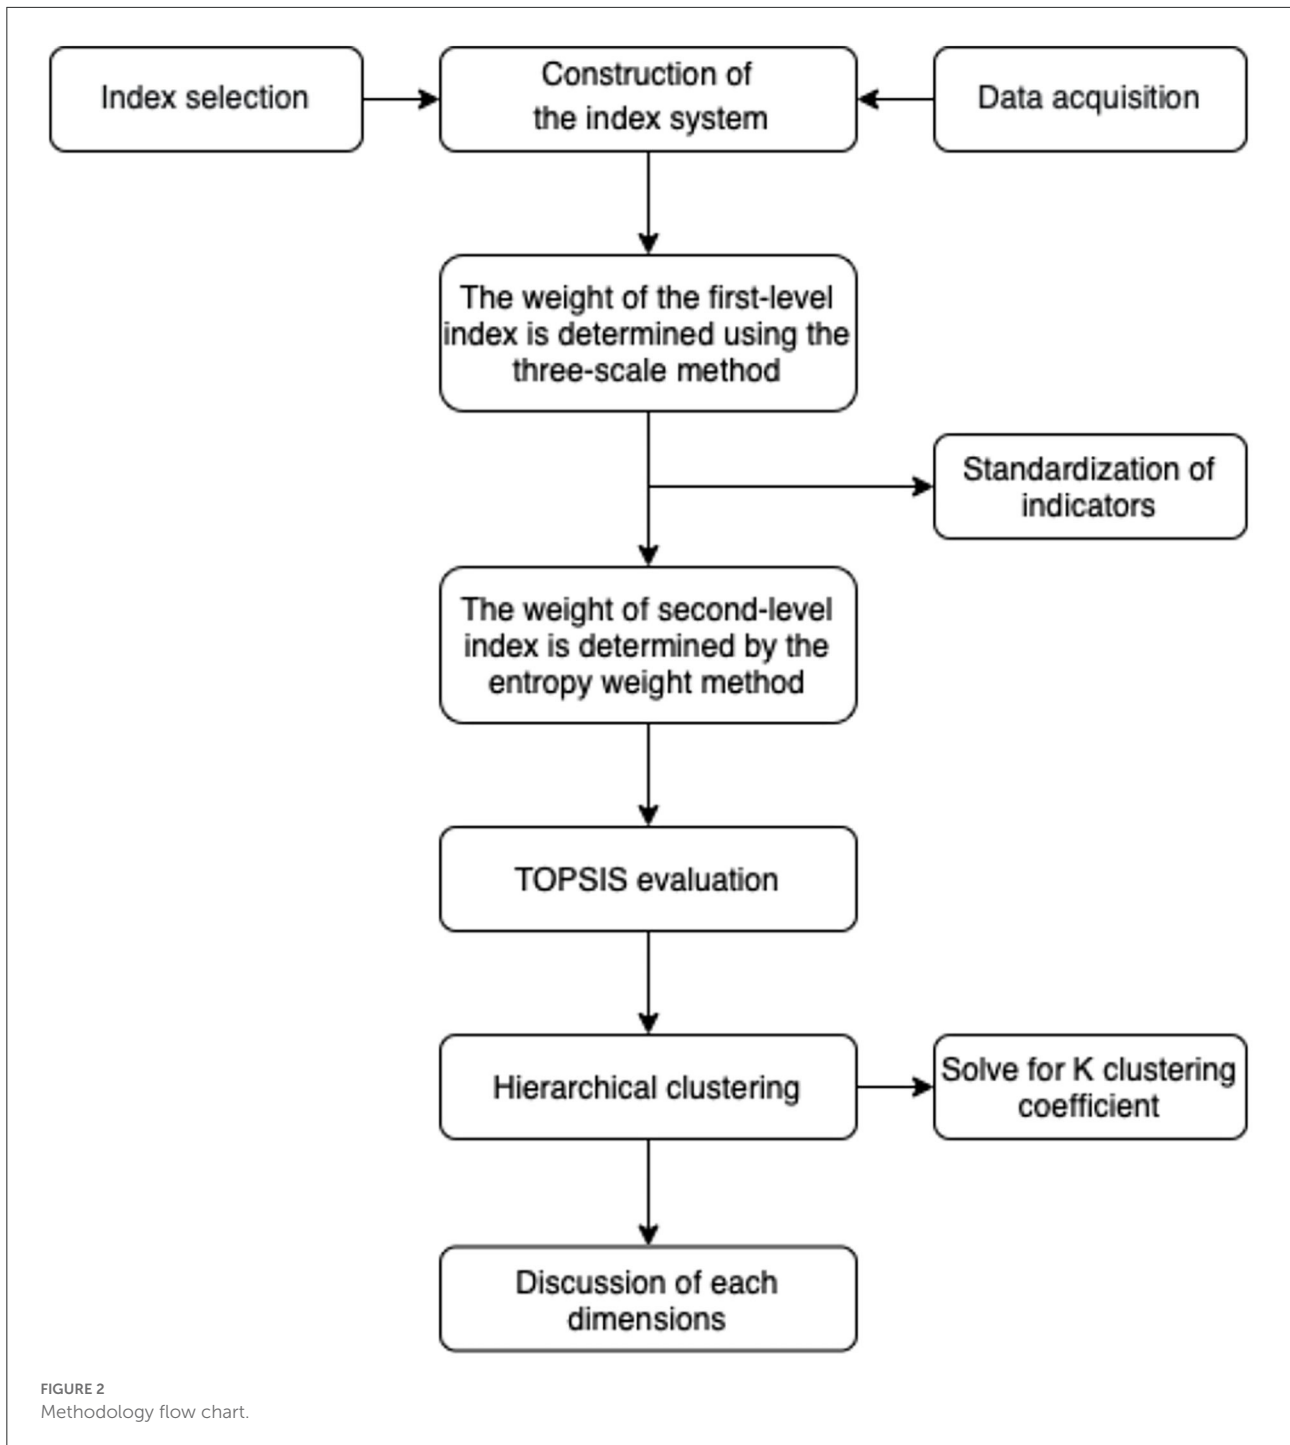 Index selection
Construction of
the index system
Data acquisition
The weight of the first-level
index is determined using the
three-scale method
Standardization of
indicators
The weight of second-level
index is determined by the
entropy weight method
TOPSIS evaluation
Hierarchical clustering
Solve for K clustering
coefficient
Discussion of each
dimensions
FIGURE 2
Methodology flow chart.